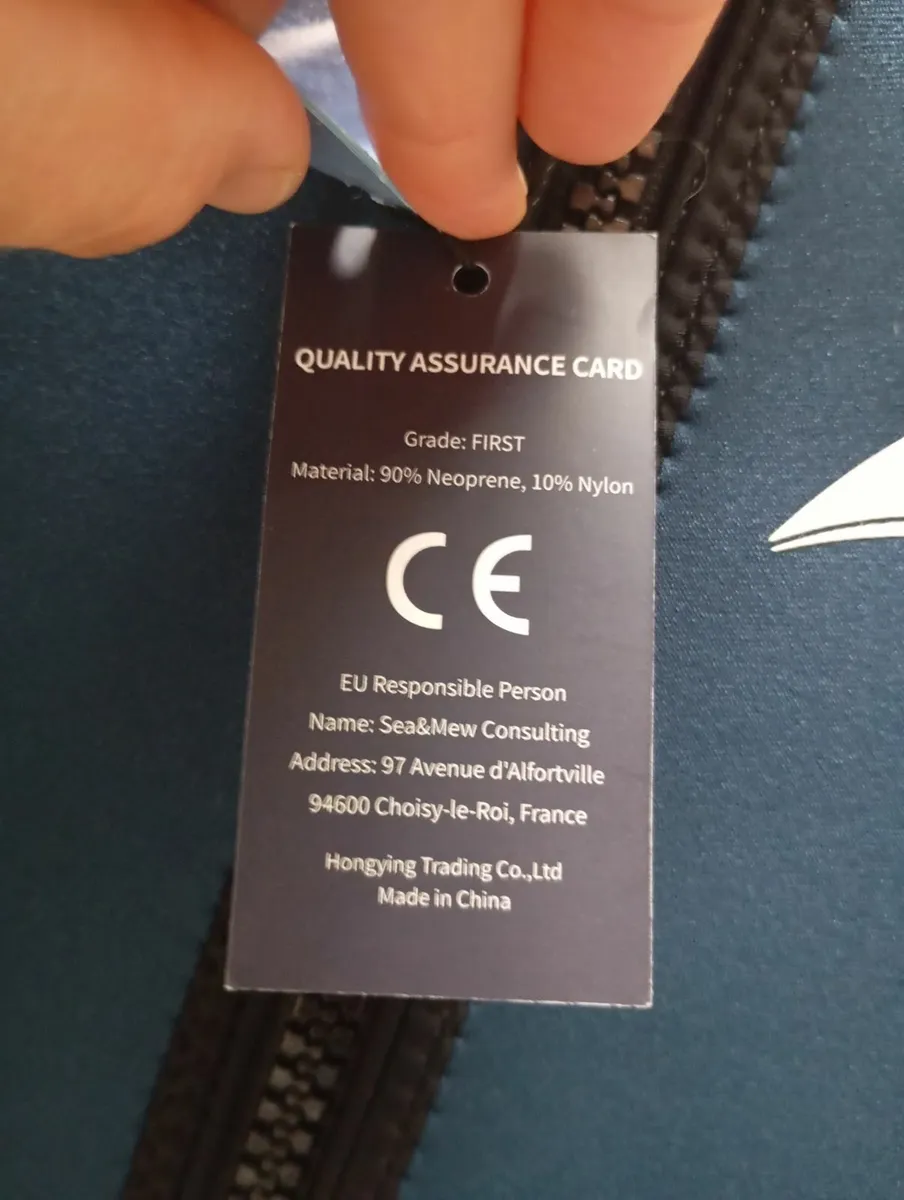 QUALITY ASSURANCE CARD
Grade: FIRST
Material: 90% Neoprene, 10% Nylon
CE
EU Responsible Person
Name: Sea&Mew Consulting
Address: 97 Avenue d'Alfortville
94600 Choisy-le-Roi, France
Hongying Trading Co.,Ltd
Made in China